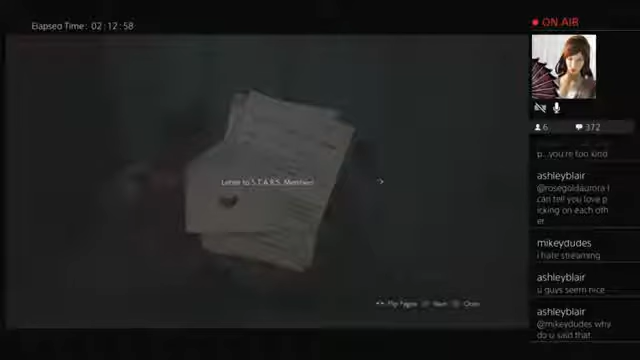 Elapsed Time: 02:12:58
ON AIR
6
372
p...you're too kind
ashleyblair
@rosegoldaurora I
can tell you love p
icking on each oth
er
mikeydudes
i hate streaming
ashleyblair
u guys seem nice
ashleyblair
@mikeydudes why
do u said that
Letter to S.T.A.R.S. Members
Flip Pages
Close